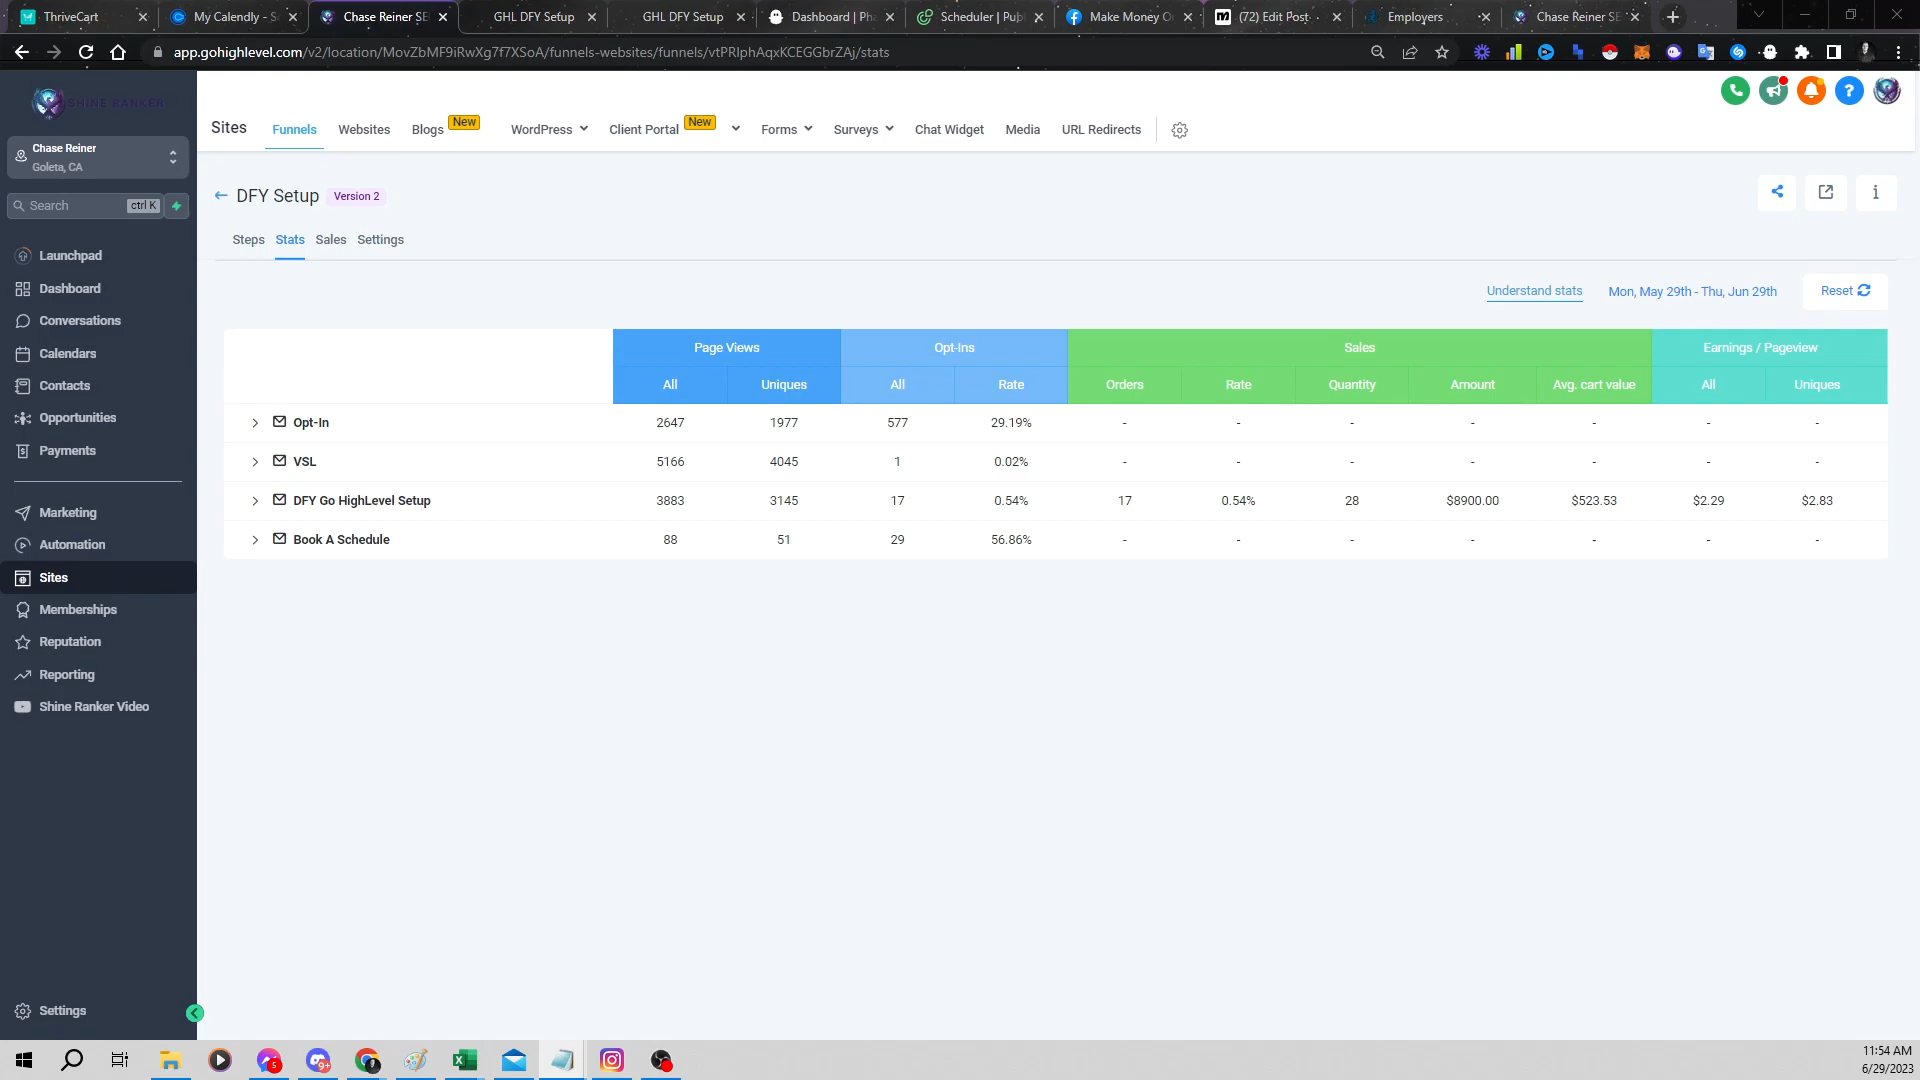 ThriveCart
My Calendly - S
Chase Reiner SE
GHL DFY Setup
GHL DFY Setup
Dashboard | Pha
Scheduler | Publ
Make Money O
(72) Edit Post
Employers
Chase Reiner SE
app.gohighlevel.com/v2/location/MovZbMF9iRwXg7f7XSoA/funnels-websites/funnels/vtPRlphAqxKCEGGbrZAj/stats
SHINE RANKER
Chase Reiner
Goleta, CA
Search ctrl K
Launchpad
Dashboard
Conversations
Calendars
Contacts
Opportunities
Payments
Marketing
Automation
Sites
Memberships
Reputation
Reporting
Shine Ranker Video
Settings
Sites Funnels Websites Blogs New WordPress Client Portal New Forms Surveys Chat Widget Media URL Redirects
DFY Setup Version 2
Steps Stats Sales Settings
Understand stats Mon, May 29th - Thu, Jun 29th Reset
Page Views Opt-Ins Sales Earnings / Pageview
All Uniques All Rate Orders Rate Quantity Amount Avg. cart value All Uniques
Opt-In 2647 1977 577 29.19% - - - - - - -
VSL 5166 4045 1 0.02% - - - - - - -
DFY Go HighLevel Setup 3883 3145 17 0.54% 17 0.54% 28 $8900.00 $523.53 $2.29 $2.83
Book A Schedule 88 51 29 56.86% - - - - - - -
5
9+
11:54 AM
6/29/2023